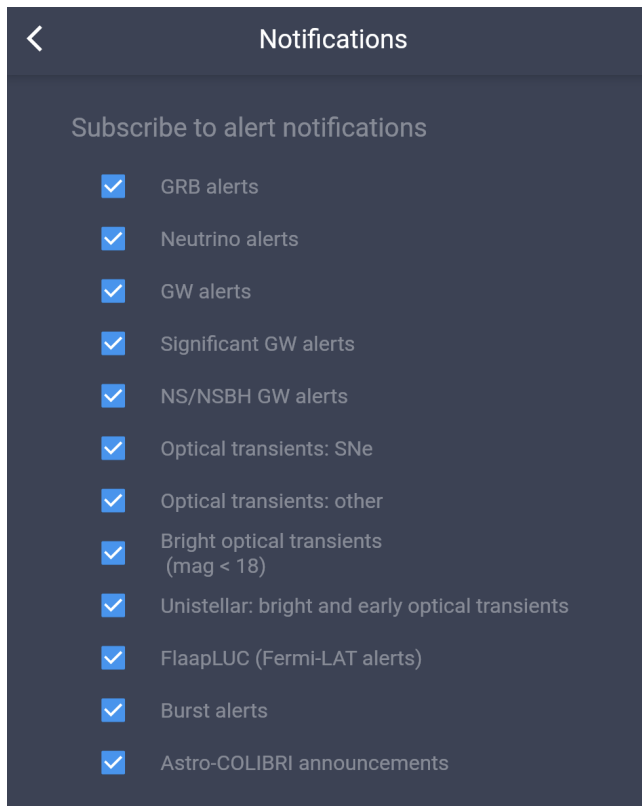 Notifications
Subscribe to alert notifications
GRB alerts
Neutrino alerts
GW alerts
Significant GW alerts
NS/NSBH GW alerts
Optical transients: SNe
Optical transients: other
Bright optical transients
(mag < 18)
Unistellar: bright and early optical transients
FlaapLUC (Fermi-LAT alerts)
Burst alerts
Astro-COLIBRI announcements